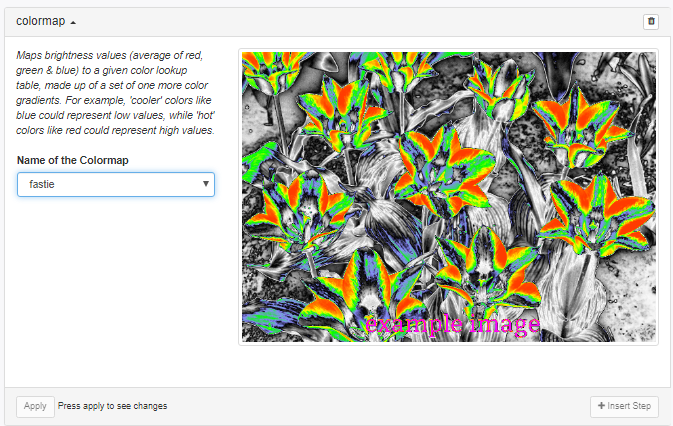 colormap
Maps brightness values (average of red,
green & blue) to a given color lookup
table, made up of a set of one more color
gradients. For example, 'cooler' colors like
blue could represent low values, while 'hot'
colors like red could represent high values.
Name of the Colormap
fastie
example image
Apply Press apply to see changes
+ Insert Step